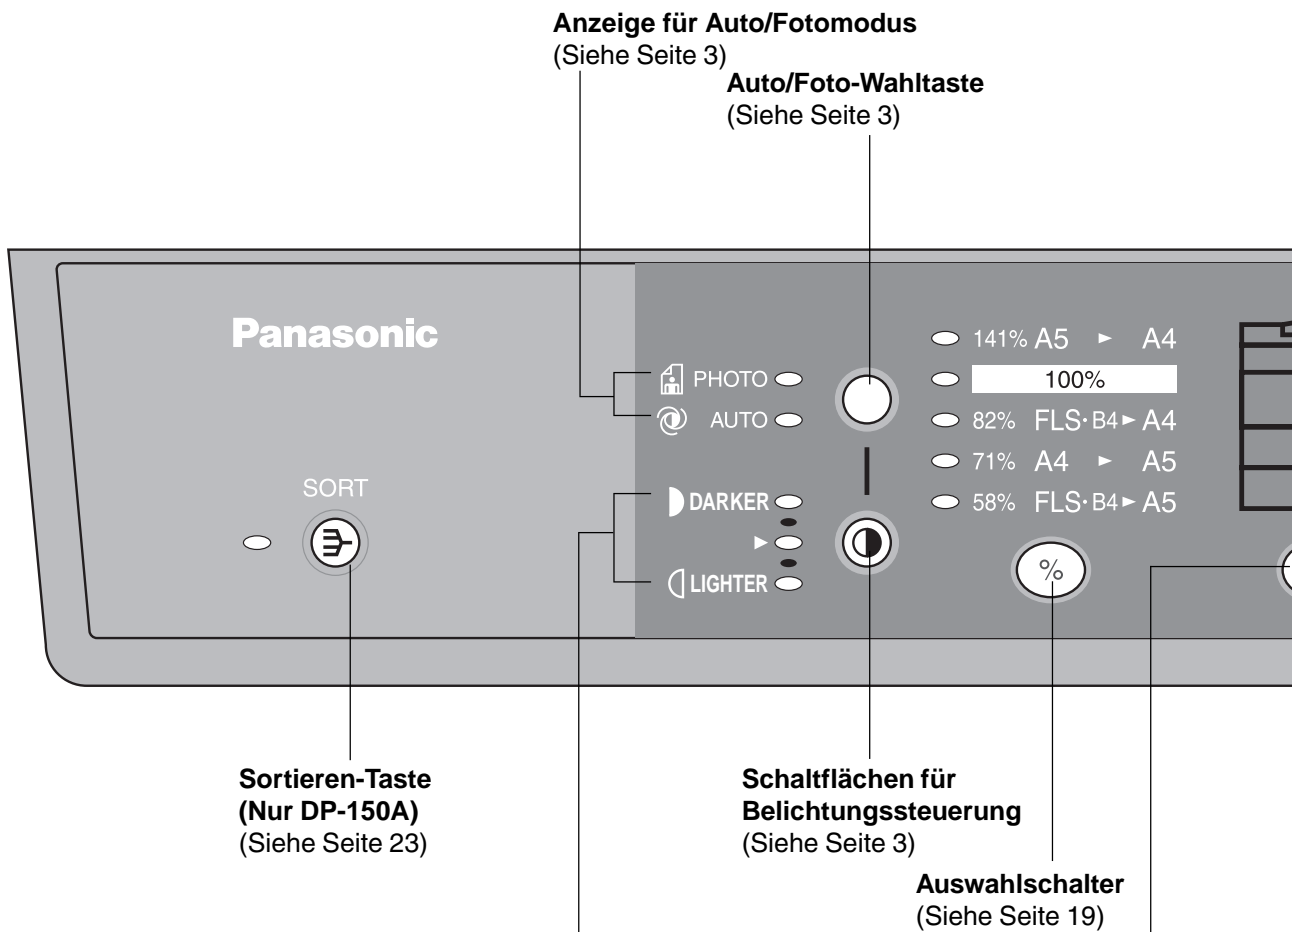 Anzeige für Auto/Fotomodus
(Siehe Seite 3)
Auto/Foto-Wahltaste
(Siehe Seite 3)
Panasonic
PHOTO
AUTO
SORT
DARKER
LIGHTER
141% A5 ► A4
100%
82% FLS·B4 ► A4
71% A4 ► A5
58% FLS·B4 ► A5
%
Sortieren-Taste
(Nur DP-150A)
(Siehe Seite 23)
Schaltflächen für
Belichtungssteuerung
(Siehe Seite 3)
Auswahlschalter
(Siehe Seite 19)